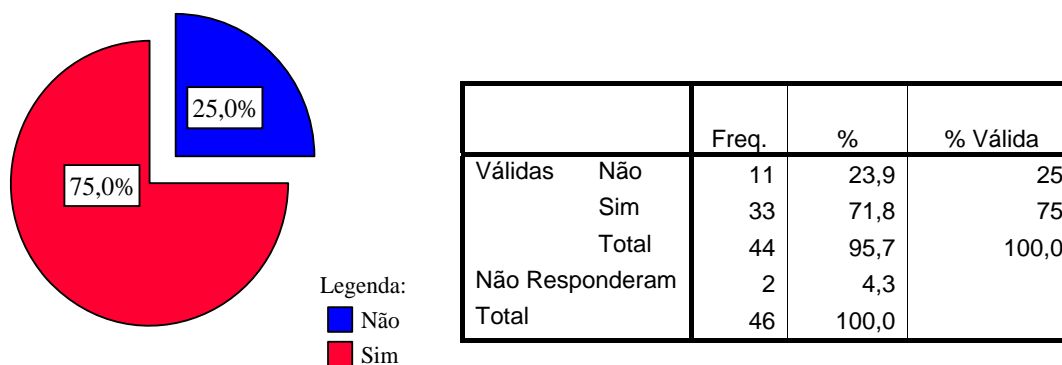 25,0%
75,0%
Legenda:
Não
Sim
Freq. % % Válida
Válidas Não 11 23,9 25
Sim 33 71,8 75
Total 44 95,7 100,0
Não Responderam 2 4,3
Total 46 100,0